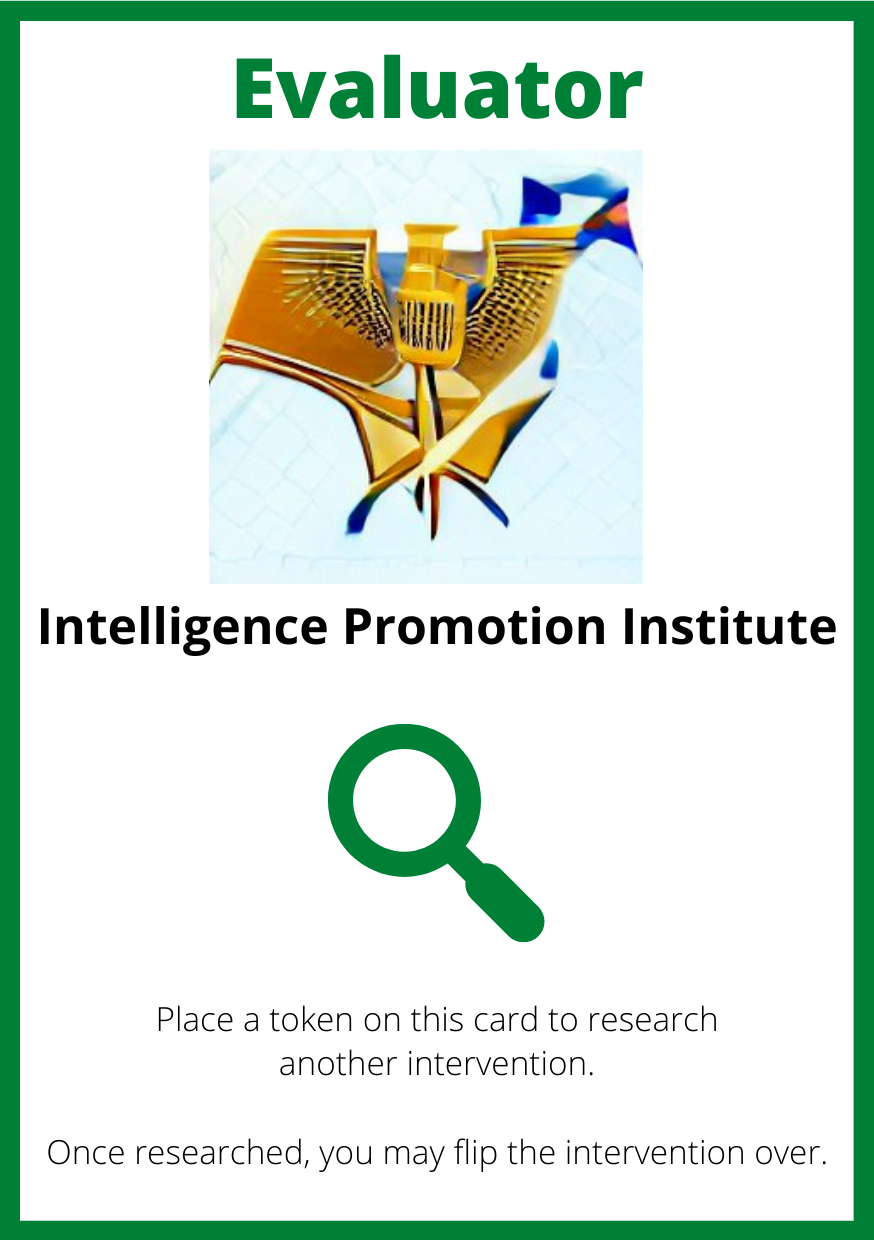 Evaluator
Intelligence Promotion Institute
Place a token on this card to research
another intervention.
Once researched, you may flip the intervention over.